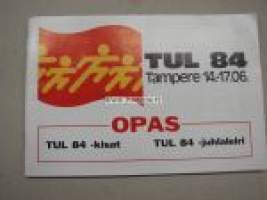 TUL 84
Tampere 14.-17.06.
OPAS
TUL 84 -kisat TUL 84 -juhlaleiri